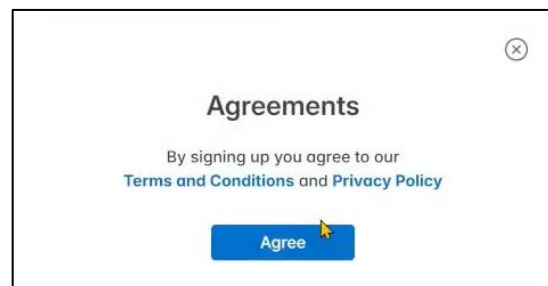 Agreements
By signing up you agree to our
Terms and Conditions and Privacy Policy
Agree